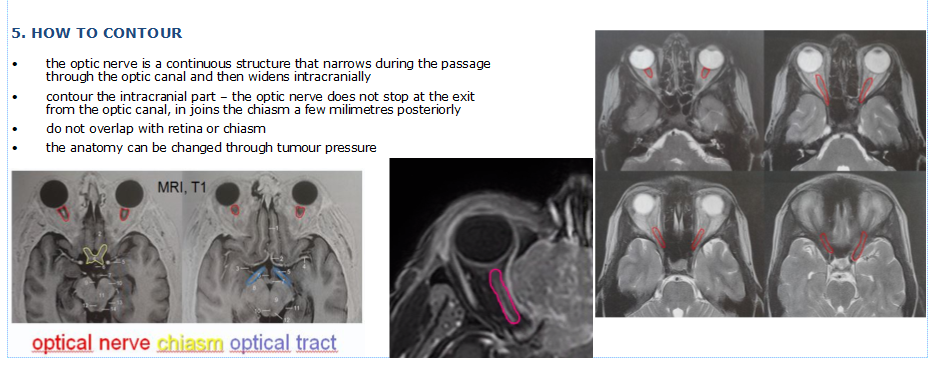 5. HOW TO CONTOUR
• the optic nerve is a continuous structure that narrows during the passage
through the optic canal and then widens intracranially
• contour the intracranial part – the optic nerve does not stop at the exit
from the optic canal, in joins the chiasm a few milimetres posteriorly
• do not overlap with retina or chiasm
• the anatomy can be changed through tumour pressure
MRI, T1
optical nerve chiasm optical tract